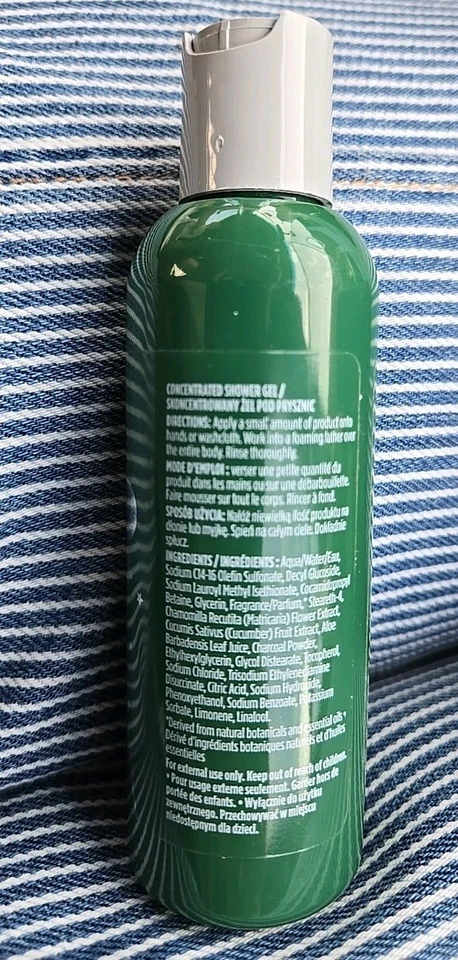 CONCENTRATED SHOWER GEL /
SKONCENTROWANY ŻEL POD PRYSZNIC
DIRECTIONS: Apply a small amount of product onto
hands or washcloth. Work into a foaming lather over
the entire body. Rinse thoroughly.
MODE D'EMPLOI : verser une petite quantité du
produit dans les mains ou sur une débarbouillette.
Faire mousser sur tout le corps. Rincer à fond.
SPOSÓB UŻYCIA: Nałóż niewielką ilość produktu na
dłonie lub myjkę. Spień na całym ciele. Dokładnie
spłucz.
INGREDIENTS / INGRÉDIENTS : Aqua/Water/Eau,
Sodium C14-16 Olefin Sulfonate, Decyl Glucoside,
Sodium Lauroyl Methyl Isethionate, Cocamidopropyl
Betaine, Glycerin, Fragrance/Parfum,* Steareth-4,
Chamomilla Recutita (Matricaria) Flower Extract,
Cucumis Sativus (Cucumber) Fruit Extract, Aloe
Barbadensis Leaf Juice, Charcoal Powder,
Ethylhexylglycerin, Glycol Distearate, Tocopherol,
Sodium Chloride, Trisodium Ethylenediamine
Disuccinate, Citric Acid, Sodium Hydroxide,
Phenoxyethanol, Sodium Benzoate, Potassium
Sorbate, Limonene, Linalool.
*Derived from natural botanicals and essential oils •
Dérivé d'ingrédients botaniques naturels et d'huiles
essentielles
For external use only. Keep out of reach of children.
• Pour usage externe seulement. Garder hors de
portée des enfants. • Wyłącznie do użytku
zewnętrznego. Przechowywać w miejscu
niedostępnym dla dzieci.